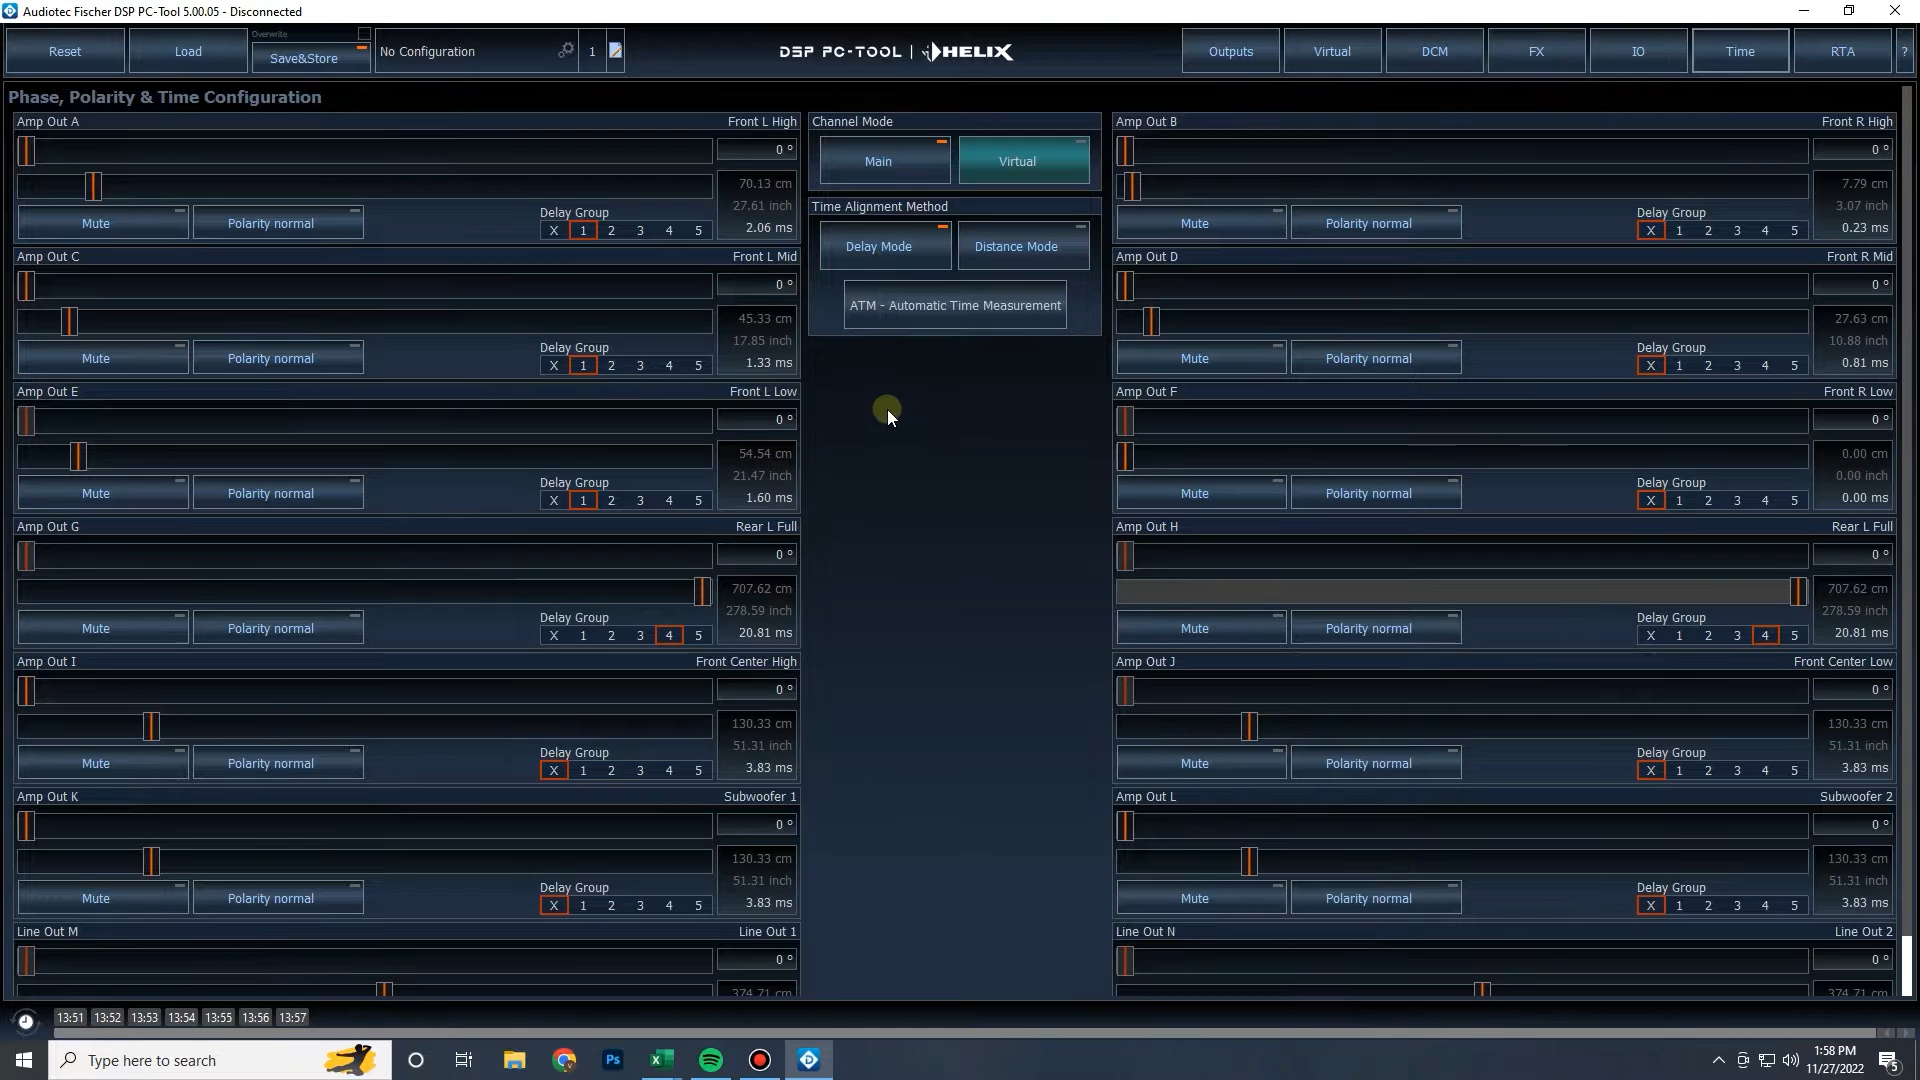 Audiotec Fischer DSP PC-Tool 5.00.05 - Disconnected
Reset
Load
Overwrite
Save&Store
No Configuration
1
DSP PC-TOOL | HELIX
Outputs
Virtual
DCM
FX
IO
Time
RTA
?
Phase, Polarity & Time Configuration
Amp Out A Front L High
0 °
70.13 cm
27.61 inch
2.06 ms
Mute
Polarity normal
Delay Group
X 1 2 3 4 5
Amp Out C Front L Mid
0 °
45.33 cm
17.85 inch
1.33 ms
Mute
Polarity normal
Delay Group
X 1 2 3 4 5
Amp Out E Front L Low
0 °
54.54 cm
21.47 inch
1.60 ms
Mute
Polarity normal
Delay Group
X 1 2 3 4 5
Amp Out G Rear L Full
0 °
707.62 cm
278.59 inch
20.81 ms
Mute
Polarity normal
Delay Group
X 1 2 3 4 5
Amp Out I Front Center High
0 °
130.33 cm
51.31 inch
3.83 ms
Mute
Polarity normal
Delay Group
X 1 2 3 4 5
Amp Out K Subwoofer 1
0 °
130.33 cm
51.31 inch
3.83 ms
Mute
Polarity normal
Delay Group
X 1 2 3 4 5
Line Out M Line Out 1
0 °
374.71 cm
Channel Mode
Main
Virtual
Time Alignment Method
Delay Mode
Distance Mode
ATM - Automatic Time Measurement
Amp Out B Front R High
0 °
7.79 cm
3.07 inch
0.23 ms
Mute
Polarity normal
Delay Group
X 1 2 3 4 5
Amp Out D Front R Mid
0 °
27.63 cm
10.88 inch
0.81 ms
Mute
Polarity normal
Delay Group
X 1 2 3 4 5
Amp Out F Front R Low
0 °
0.00 cm
0.00 inch
0.00 ms
Mute
Polarity normal
Delay Group
X 1 2 3 4 5
Amp Out H Rear L Full
0 °
707.62 cm
278.59 inch
20.81 ms
Mute
Polarity normal
Delay Group
X 1 2 3 4 5
Amp Out J Front Center Low
0 °
130.33 cm
51.31 inch
3.83 ms
Mute
Polarity normal
Delay Group
X 1 2 3 4 5
Amp Out L Subwoofer 2
0 °
130.33 cm
51.31 inch
3.83 ms
Mute
Polarity normal
Delay Group
X 1 2 3 4 5
Line Out N Line Out 2
0 °
374.71 cm
13:51 13:52 13:53 13:54 13:55 13:56 13:57
Type here to search
Ps
1:58 PM
11/27/2022
5